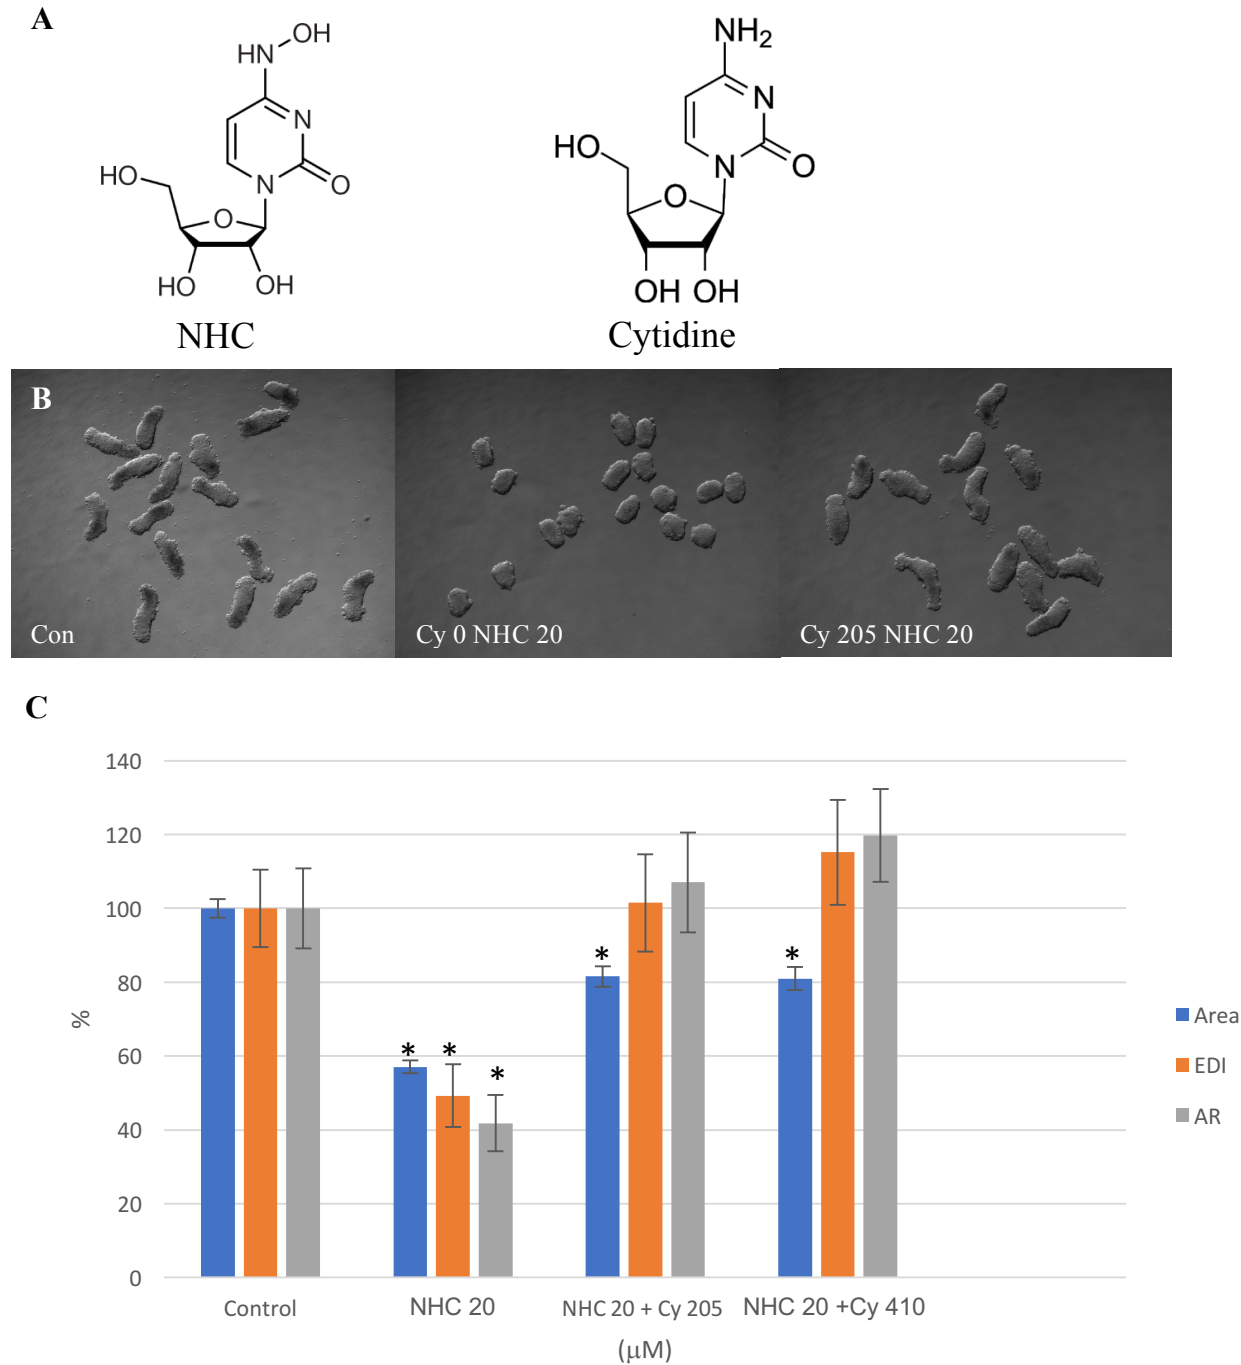 A
OH
HN
N
HO
N
O
O
HO
OH
NHC
NH2
N
HO
N
O
O
OH OH
Cytidine
B
Con
Cy 0 NHC 20
Cy 205 NHC 20
C
140
120
100
80
60
40
20
0
%
* * *
*
*
Control
NHC 20
NHC 20 + Cy 205
NHC 20 +Cy 410
(μM)
Area
EDI
AR